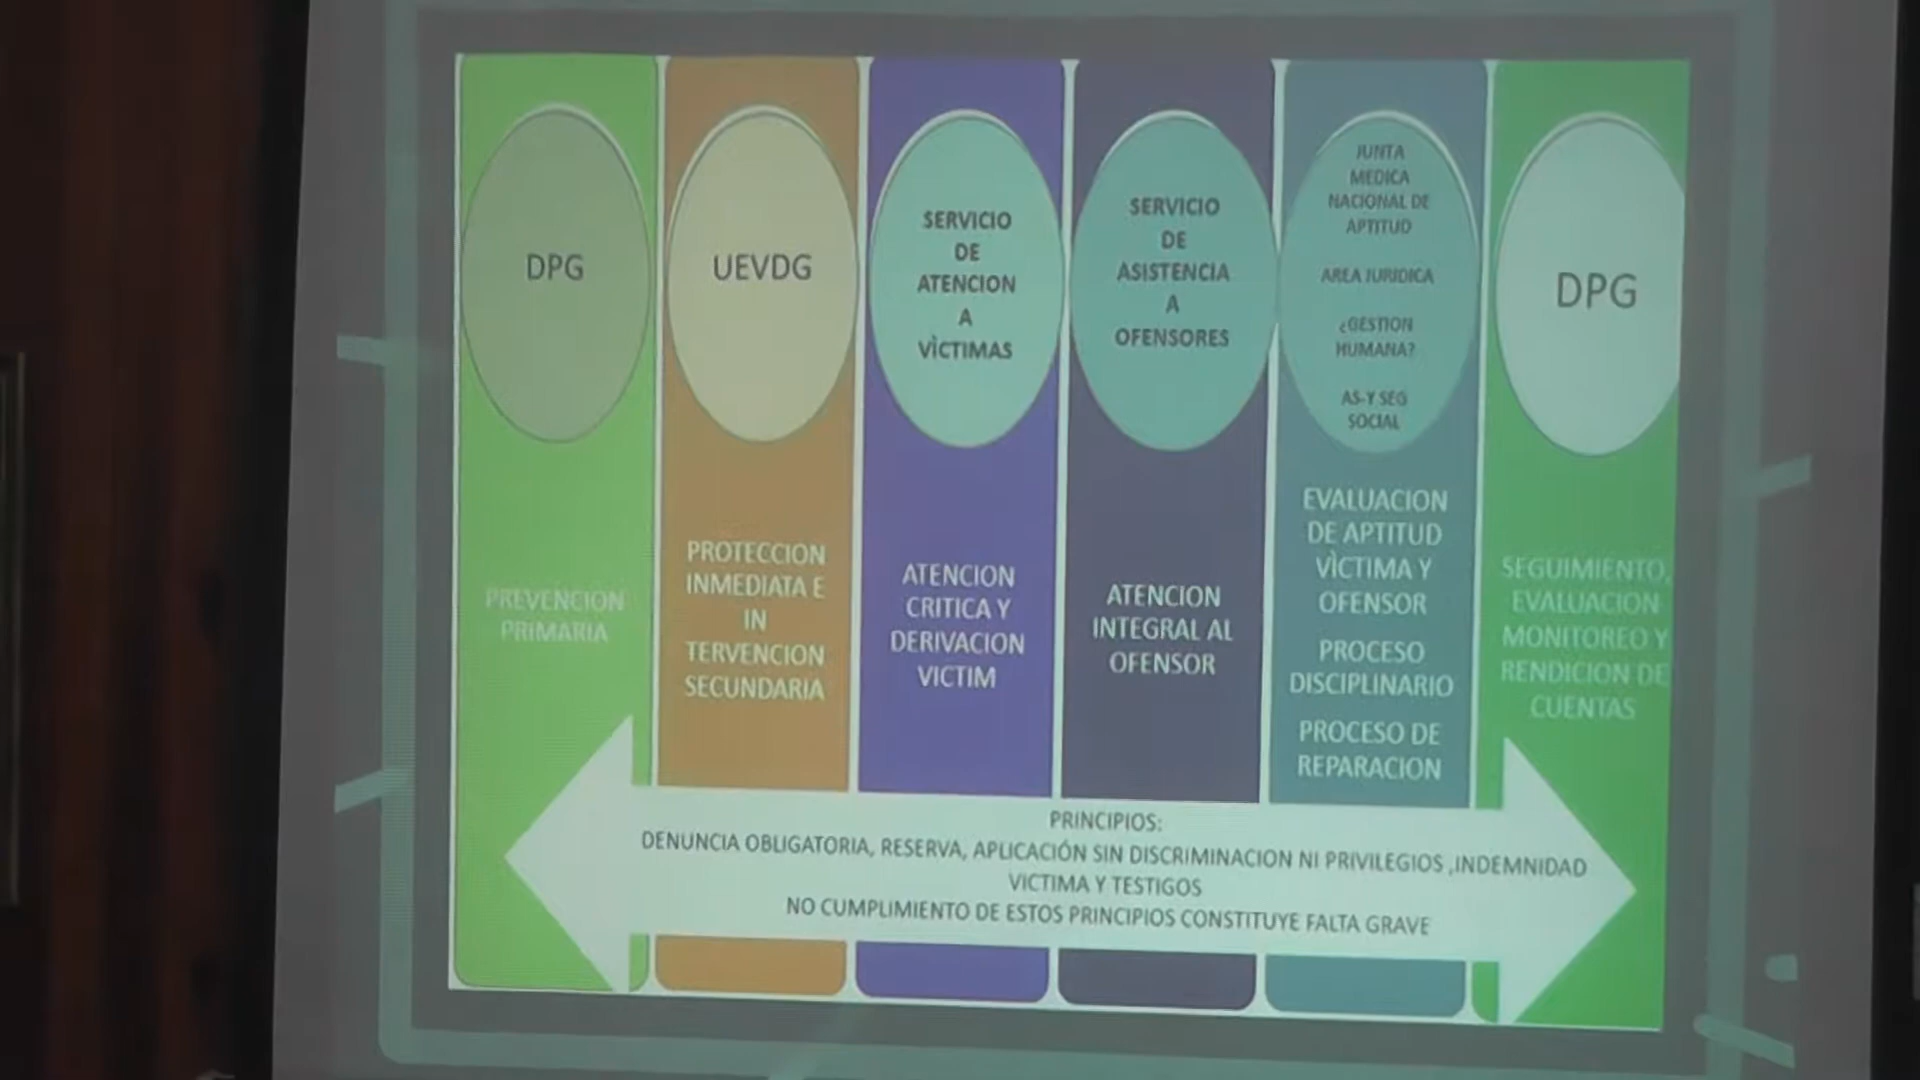 DPG
PREVENCION
PRIMARIA
UEVDG
PROTECCION
INMEDIATA E
IN
TERVENCION
SECUNDARIA
SERVICIO
DE
ATENCION
A
VÌCTIMAS
ATENCION
CRITICA Y
DERIVACION
VICTIM
SERVICIO
DE
ASISTENCIA
A
OFENSORES
ATENCION
INTEGRAL AL
OFENSOR
JUNTA
MEDICA
NACIONAL DE
APTITUD
AREA JURIDICA
¿GESTION
HUMANA?
AS-Y SEG
SOCIAL
EVALUACION
DE APTITUD
VÌCTIMA Y
OFENSOR
PROCESO
DISCIPLINARIO
PROCESO DE
REPARACION
DPG
SEGUIMIENTO,
EVALUACION
MONITOREO Y
RENDICION DE
CUENTAS
PRINCIPIOS:
DENUNCIA OBLIGATORIA, RESERVA, APLICACIÓN SIN DISCRIMINACION NI PRIVILEGIOS ,INDEMNIDAD
VICTIMA Y TESTIGOS
NO CUMPLIMIENTO DE ESTOS PRINCIPIOS CONSTITUYE FALTA GRAVE